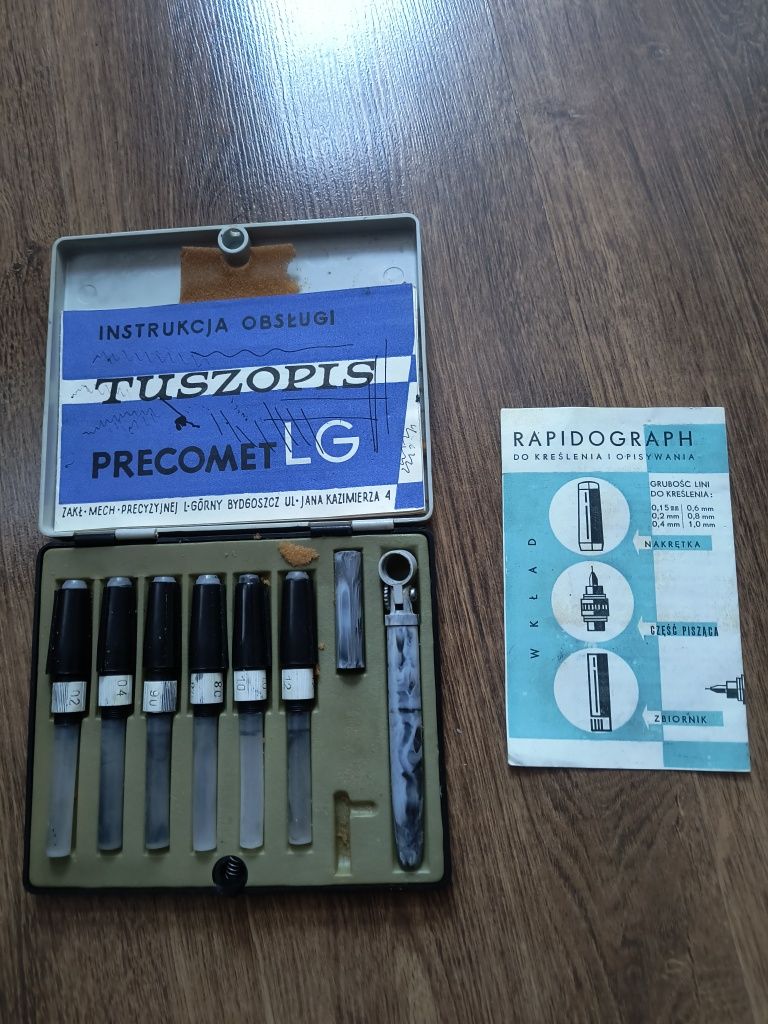 INSTRUKCJA OBSŁUGI
TUSZOPIS
PRECOMET LG
ZAKŁ·MECH·PRECYZYJNEJ L·GÓRNY BYDGOSZCZ UL·JANA KAZIMIERZA 4
02
04
06
08
10
12
RAPIDOGRAPH
DO KREŚLENIA I OPISYWANIA
GRUBOŚĆ LINI
DO KREŚLENIA:
0,15 mm | 0,6 mm
0,2 mm | 0,8 mm
0,4 mm | 1,0 mm
WKŁAD
NAKRĘTKA
CZĘŚĆ PISZĄCA
ZBIORNIK